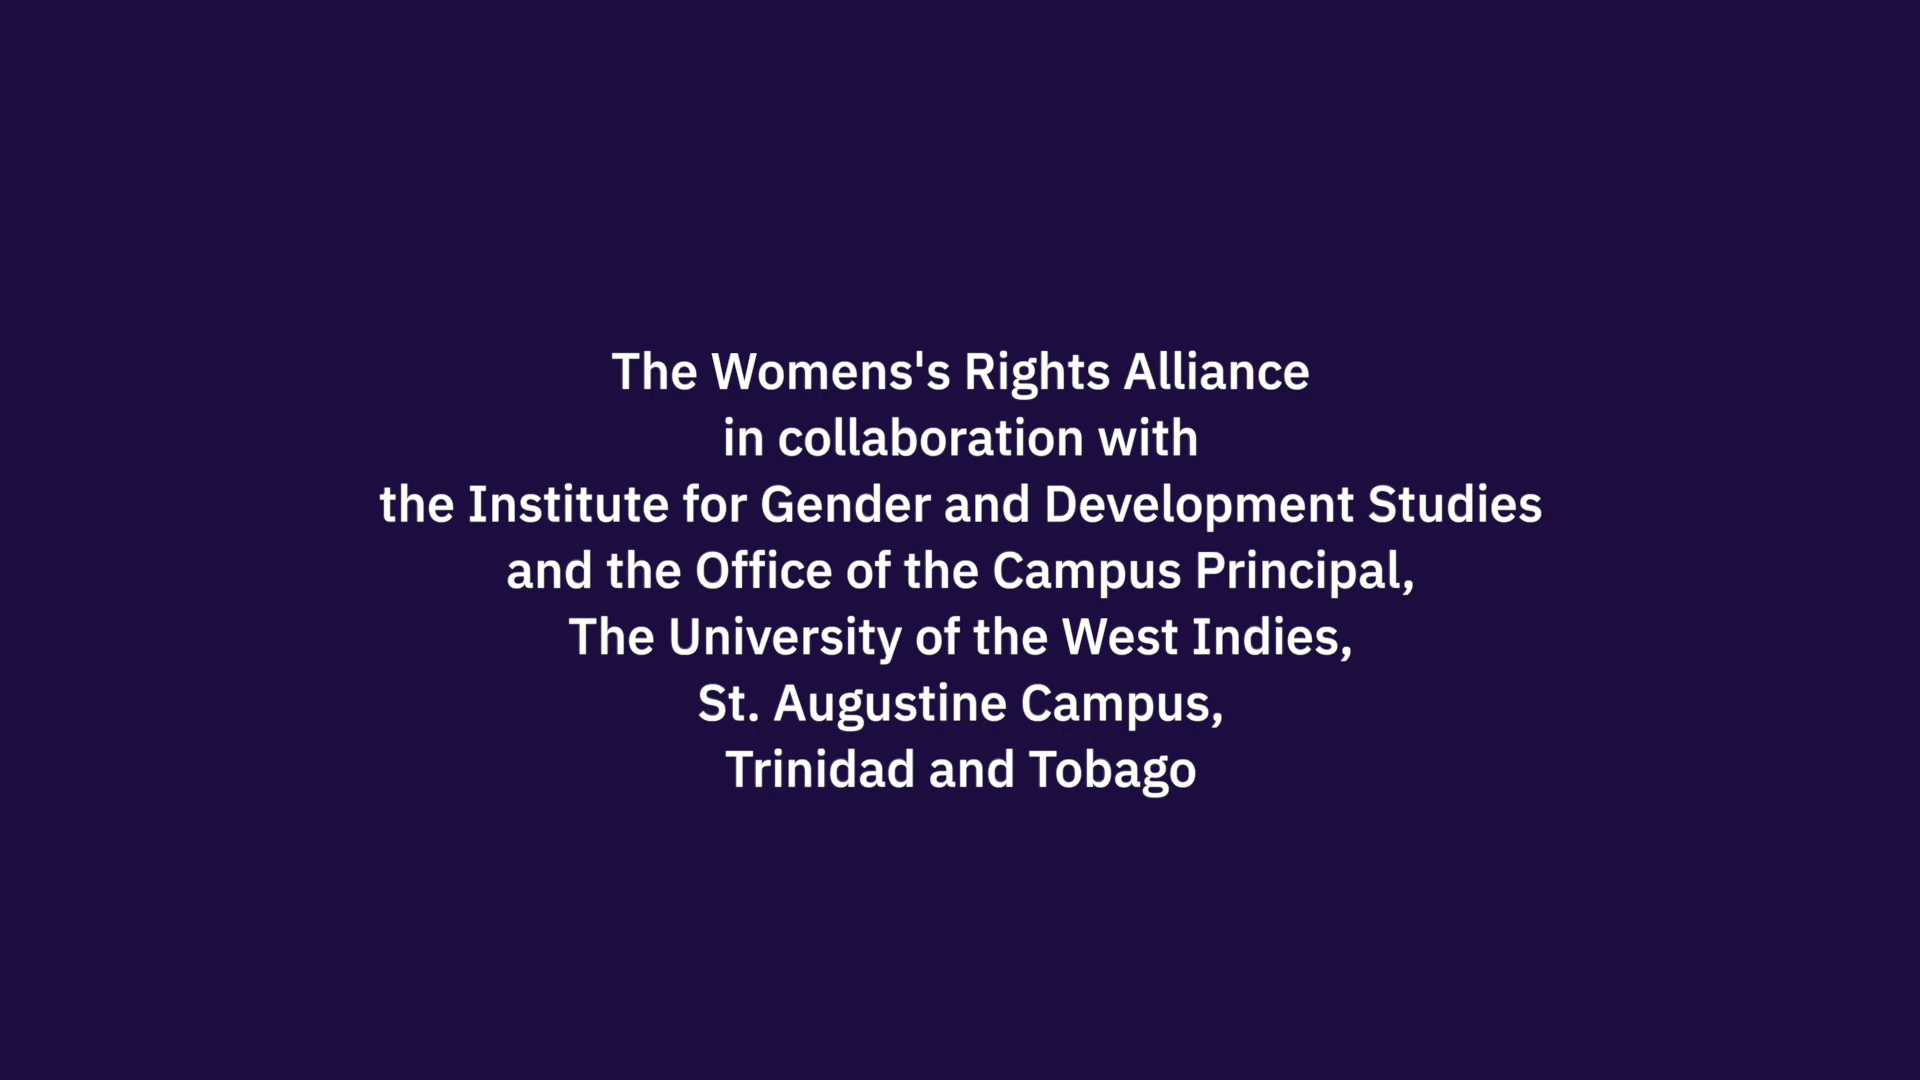 The Womens's Rights Alliance
in collaboration with
the Institute for Gender and Development Studies
and the Office of the Campus Principal,
The University of the West Indies,
St. Augustine Campus,
Trinidad and Tobago